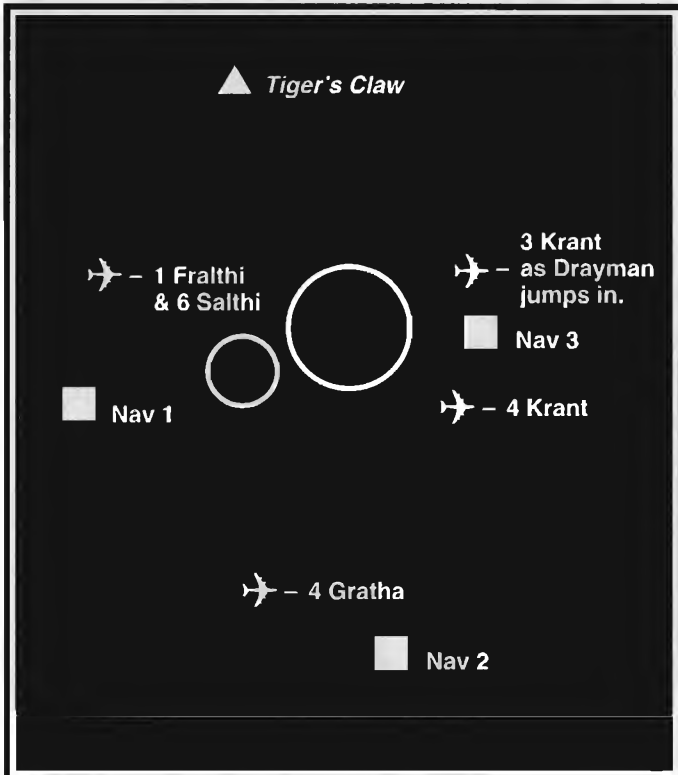 Tiger's Claw
– 1 Fralthi
& 6 Salthi
3 Krant
– as Drayman
jumps in.
Nav 3
Nav 1
– 4 Krant
– 4 Gratha
Nav 2